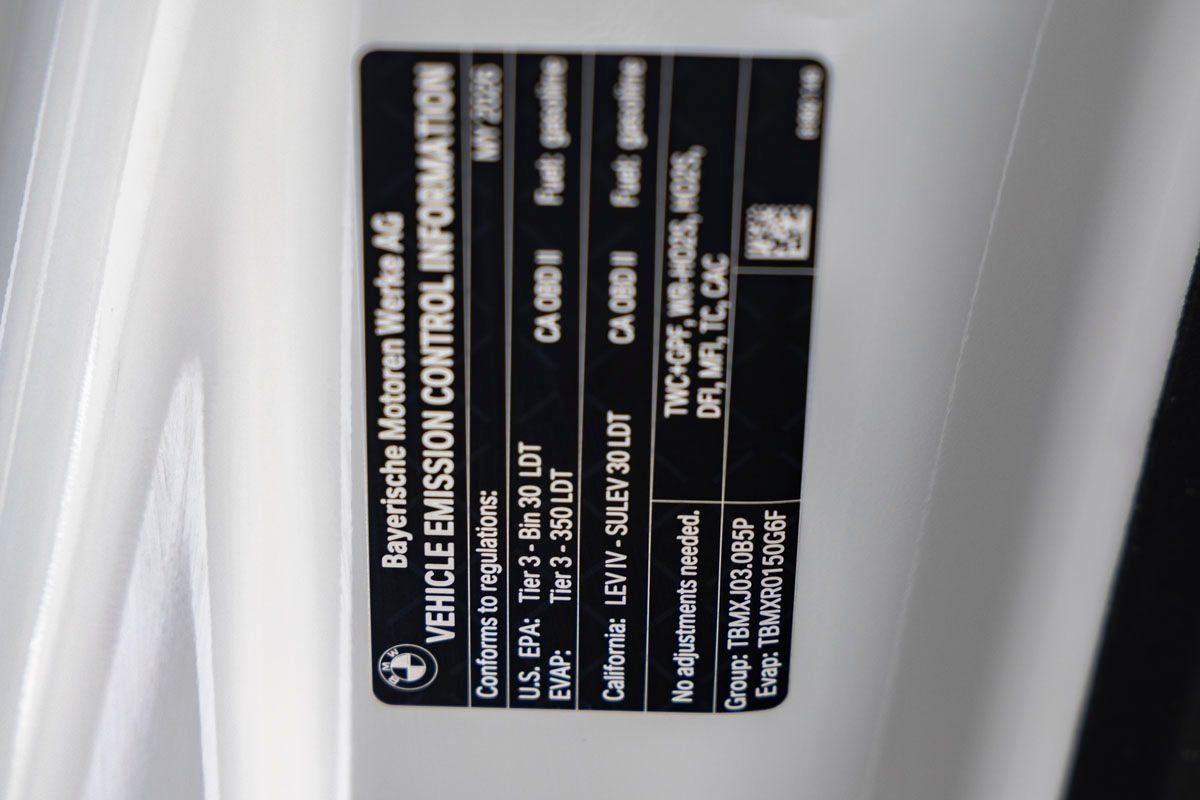 BMW
Bayerische Motoren Werke AG
VEHICLE EMISSION CONTROL INFORMATION
Conforms to regulations: MY 2026
U.S. EPA: Tier 3 - Bin 30 LDT CA OBD II Fuel: gasoline
EVAP: Tier 3 - 350 LDT
California: LEV IV - SULEV 30 LDT CA OBD II Fuel: gasoline
No adjustments needed. TWC+GPF, WR-HO2S, HO2S,
DFI, MFI, TC, CAC
Group: TBMXJ03.0B5P
Evap: TBMXR0150G6F